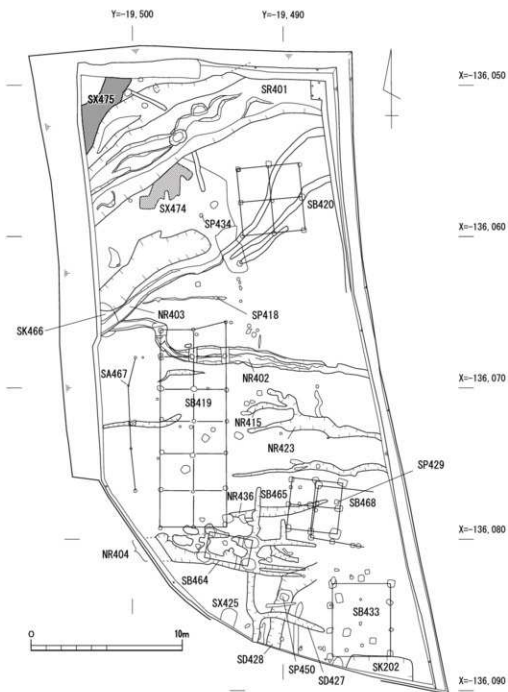 Y=-19,500
Y=-19,490
X=-136,050
SX475
SR401
SX474
SB420
SP434
X=-136,060
SK466
NR403
SP418
SA467
NR402
X=-136,070
SB419
NR415
NR423
SP429
NR436
SB465
SB468
X=-136,080
NR404
SB464
SX425
SB433
0
10m
SD428
SP450
SD427
SK202
X=-136,090